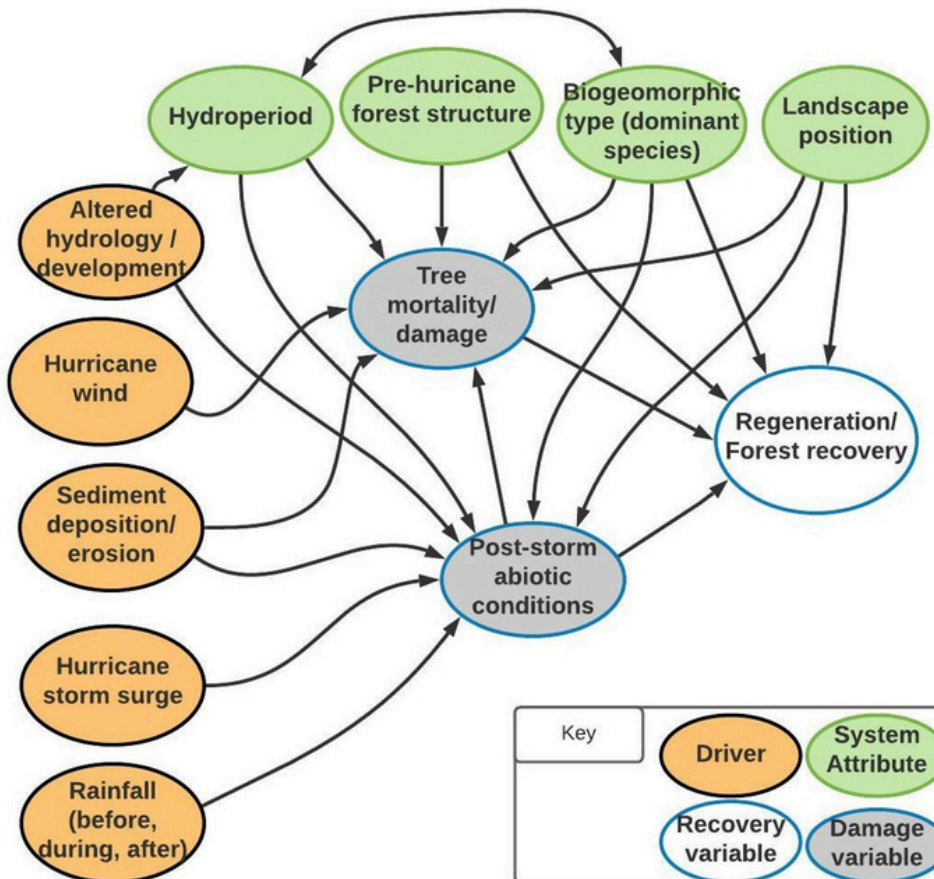 Hydroperiod
Pre-huricane
forest structure
Biogeomorphic
type (dominant
species)
Landscape
position
Altered
hydrology /
development
Tree
mortality/
damage
Hurricane
wind
Regeneration/
Forest recovery
Sediment
deposition/
erosion
Post-storm
abiotic
conditions
Hurricane
storm surge
Rainfall
(before,
during, after)
Key
Driver
System
Attribute
Recovery
variable
Damage
variable